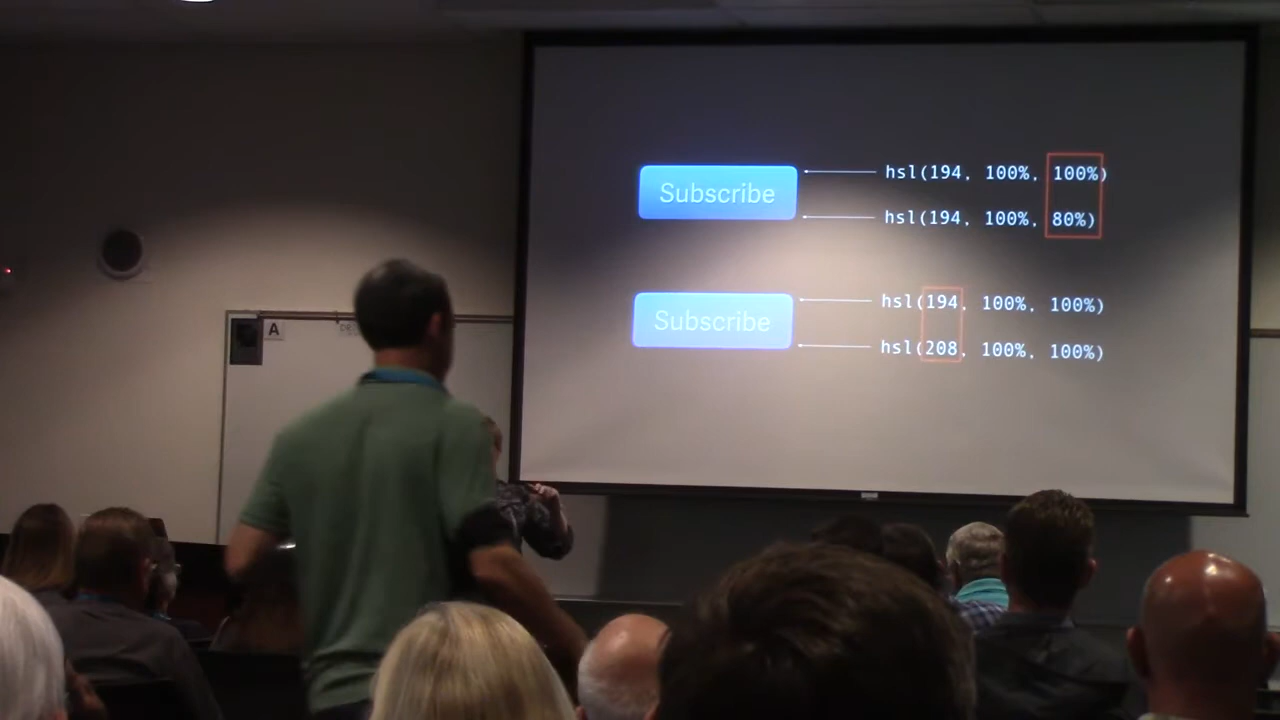 Subscribe
hsl(194, 100%, 100%)
hsl(194, 100%, 80%)
Subscribe
hsl(194, 100%, 100%)
hsl(208, 100%, 100%)
A